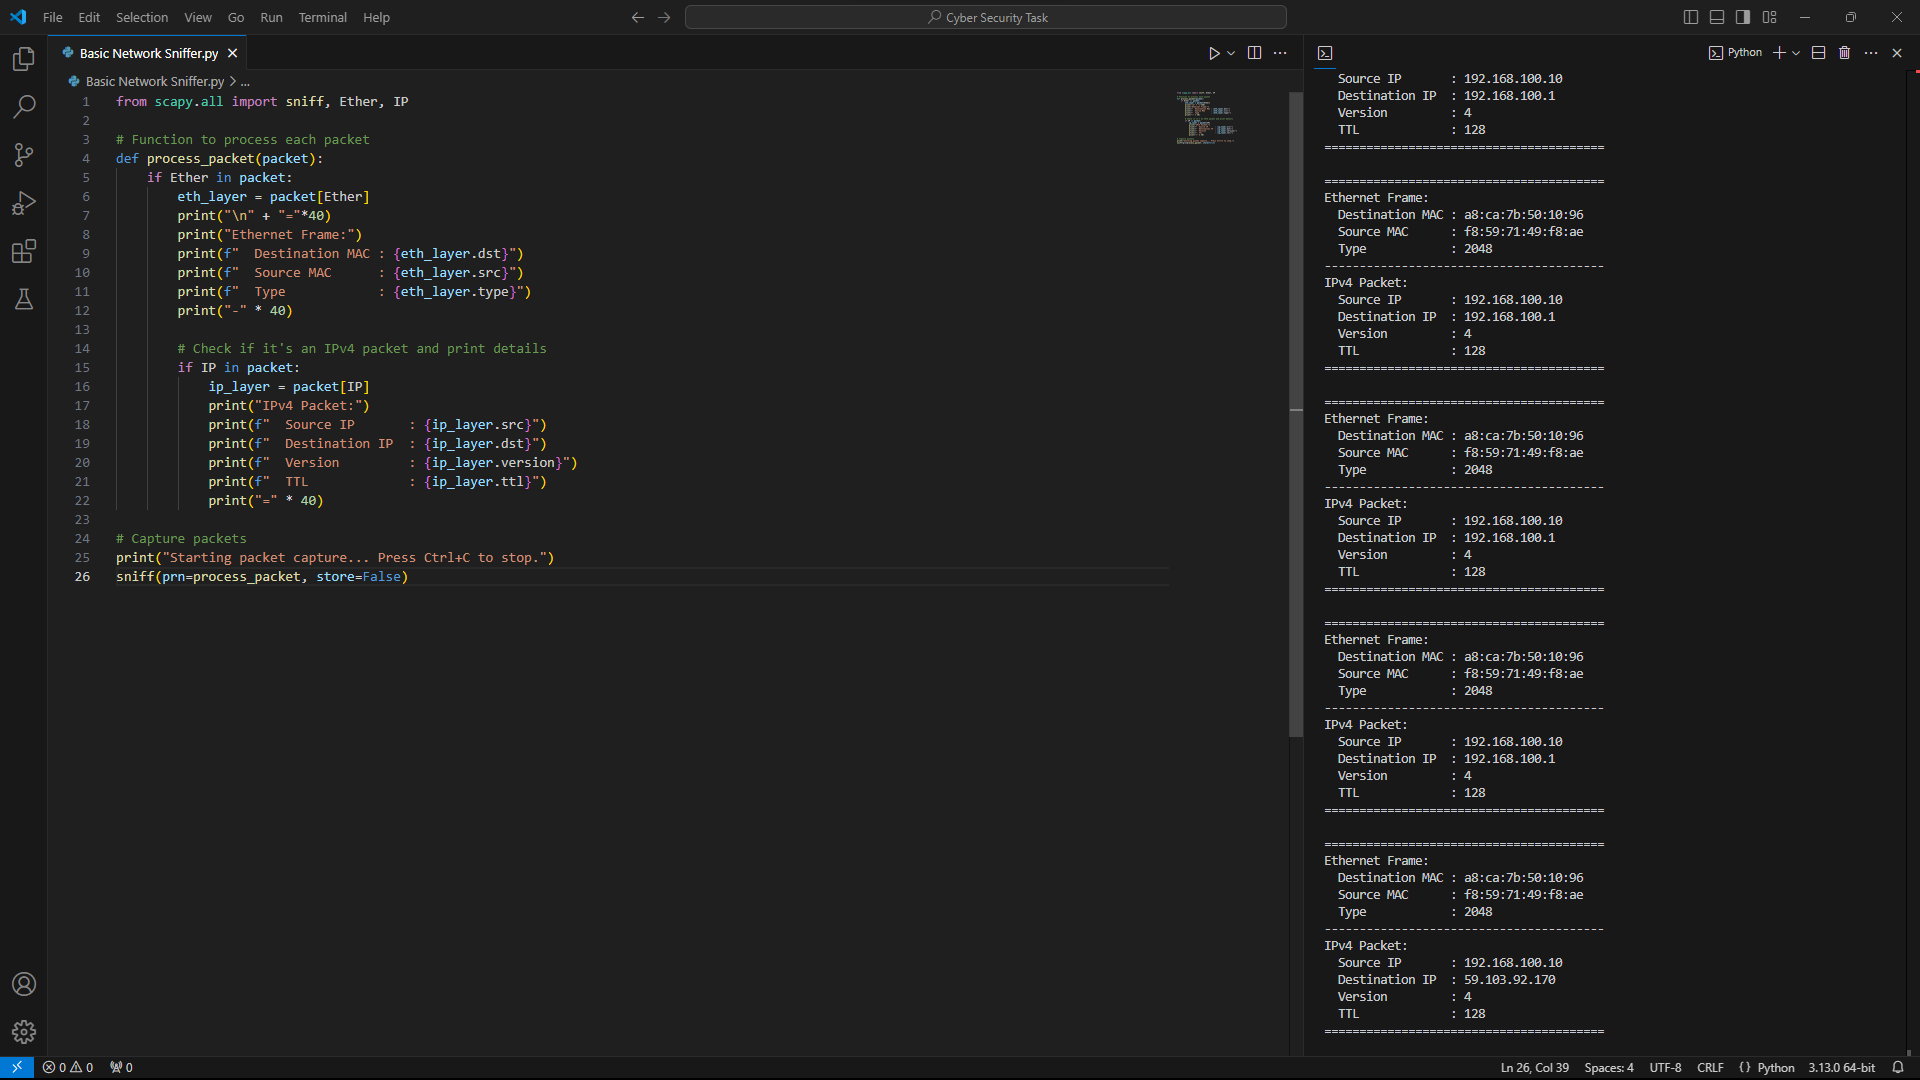 File Edit Selection View Go Run Terminal Help
Cyber Security Task
Basic Network Sniffer.py
Basic Network Sniffer.py > ...
1 from scapy.all import sniff, Ether, IP
2
3 # Function to process each packet
4 def process_packet(packet):
5     if Ether in packet:
6         eth_layer = packet[Ether]
7         print("\n" + "="*40)
8         print("Ethernet Frame:")
9         print(f"  Destination MAC : {eth_layer.dst}")
10         print(f"  Source MAC      : {eth_layer.src}")
11         print(f"  Type            : {eth_layer.type}")
12         print("-" * 40)
13
14         # Check if it's an IPv4 packet and print details
15         if IP in packet:
16             ip_layer = packet[IP]
17             print("IPv4 Packet:")
18             print(f"  Source IP       : {ip_layer.src}")
19             print(f"  Destination IP  : {ip_layer.dst}")
20             print(f"  Version         : {ip_layer.version}")
21             print(f"  TTL             : {ip_layer.ttl}")
22             print("=" * 40)
23
24 # Capture packets
25 print("Starting packet capture... Press Ctrl+C to stop.")
26 sniff(prn=process_packet, store=False)
Python
  Source IP       : 192.168.100.10
  Destination IP  : 192.168.100.1
  Version         : 4
  TTL             : 128
========================================
========================================
Ethernet Frame:
  Destination MAC : a8:ca:7b:50:10:96
  Source MAC      : f8:59:71:49:f8:ae
  Type            : 2048
----------------------------------------
IPv4 Packet:
  Source IP       : 192.168.100.10
  Destination IP  : 192.168.100.1
  Version         : 4
  TTL             : 128
========================================
========================================
Ethernet Frame:
  Destination MAC : a8:ca:7b:50:10:96
  Source MAC      : f8:59:71:49:f8:ae
  Type            : 2048
----------------------------------------
IPv4 Packet:
  Source IP       : 192.168.100.10
  Destination IP  : 192.168.100.1
  Version         : 4
  TTL             : 128
========================================
========================================
Ethernet Frame:
  Destination MAC : a8:ca:7b:50:10:96
  Source MAC      : f8:59:71:49:f8:ae
  Type            : 2048
----------------------------------------
IPv4 Packet:
  Source IP       : 192.168.100.10
  Destination IP  : 192.168.100.1
  Version         : 4
  TTL             : 128
========================================
========================================
Ethernet Frame:
  Destination MAC : a8:ca:7b:50:10:96
  Source MAC      : f8:59:71:49:f8:ae
  Type            : 2048
----------------------------------------
IPv4 Packet:
  Source IP       : 192.168.100.10
  Destination IP  : 59.103.92.170
  Version         : 4
  TTL             : 128
========================================
0 0 0 Ln 26, Col 39 Spaces: 4 UTF-8 CRLF {} Python 3.13.0 64-bit